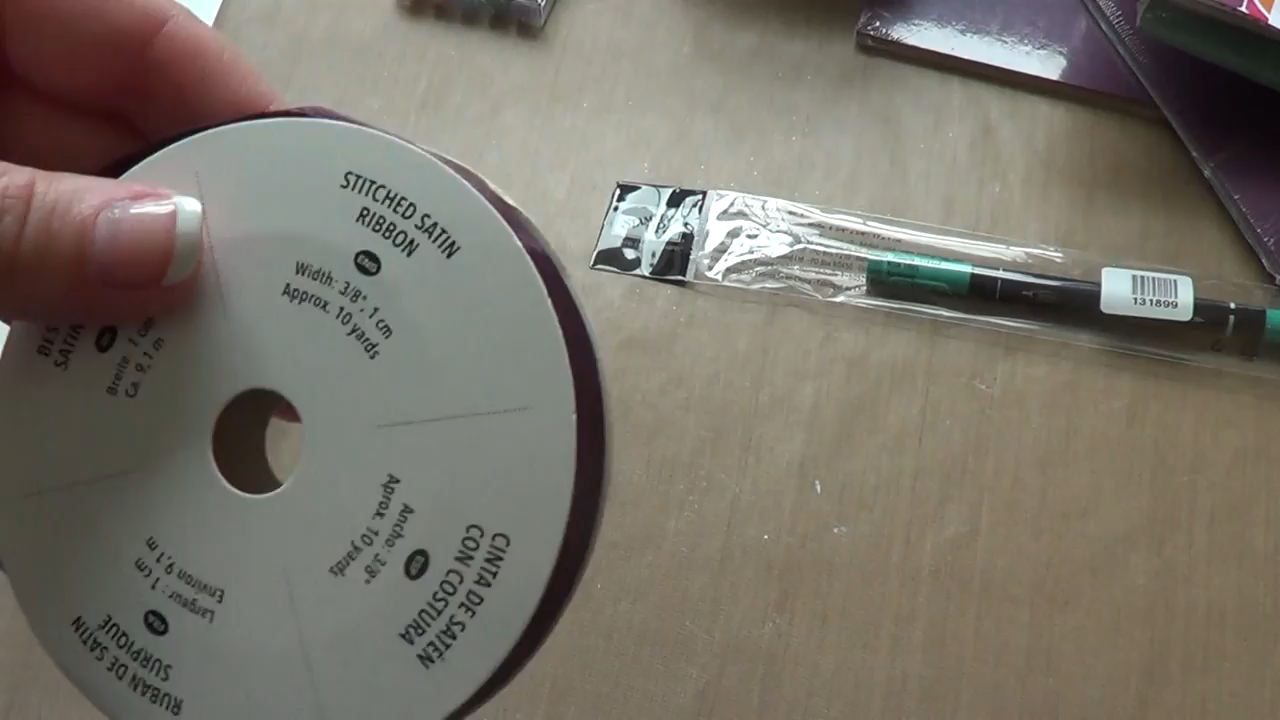 STITCHED SATIN
RIBBON
Width: 3/8", 1 cm
Approx. 10 yards
CINTA DE SATÉN
CON COSTURA
Ancho: 3/8"
Aprox. 10 yards
RUBAN DE SATIN
SURPIQUÉ
Largeur : 1 cm
Environ 9,1 m
SATIN
Breite 1 cm
Ca. 9,1 m
131899